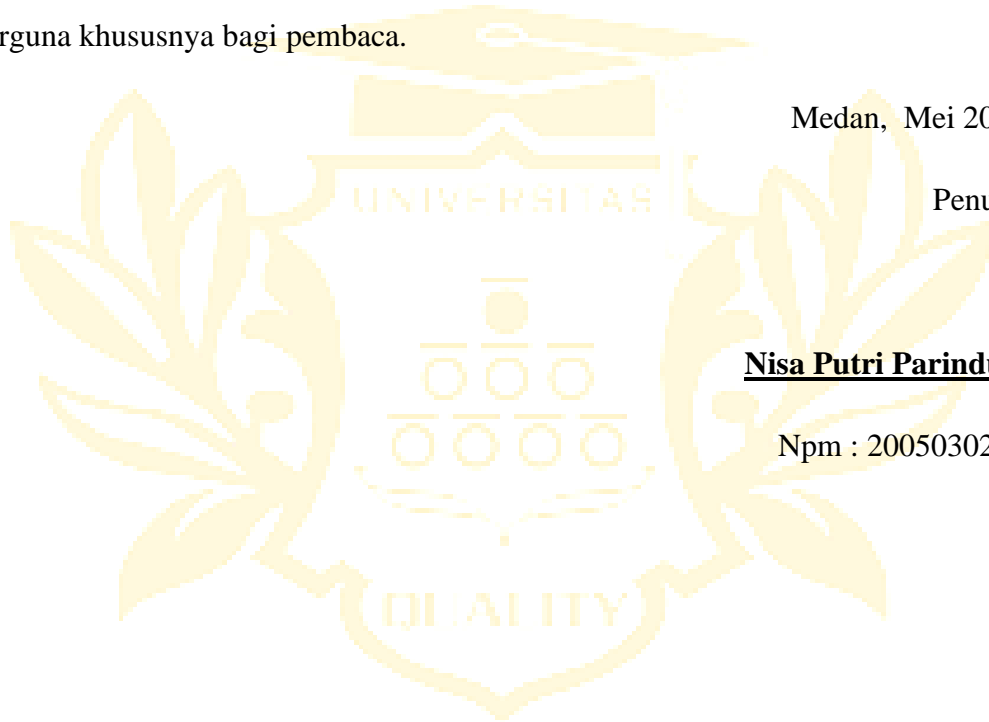 rguna khususnya bagi pembaca.
Medan, Mei 20
Penu
Nisa Putri Parind
Npm : 20050302
UNIVERSITAS
QUALITY